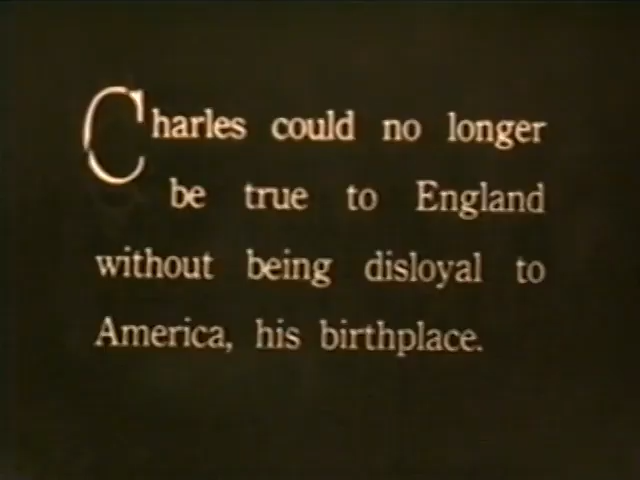 Charles could no longer
be true to England
without being disloyal to
America, his birthplace.